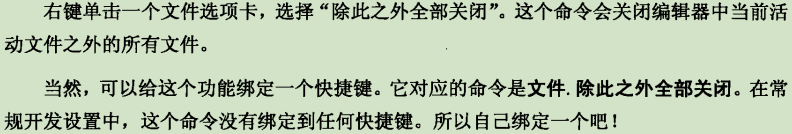 右键单击一个文件选项卡，选择“除此之外全部关闭”。这个命令会关闭编辑器中当前活
动文件之外的所有文件。
当然，可以给这个功能绑定一个快捷键。它对应的命令是文件.除此之外全部关闭。在常
规开发设置中，这个命令没有绑定到任何快捷键。所以自己绑定一个吧！